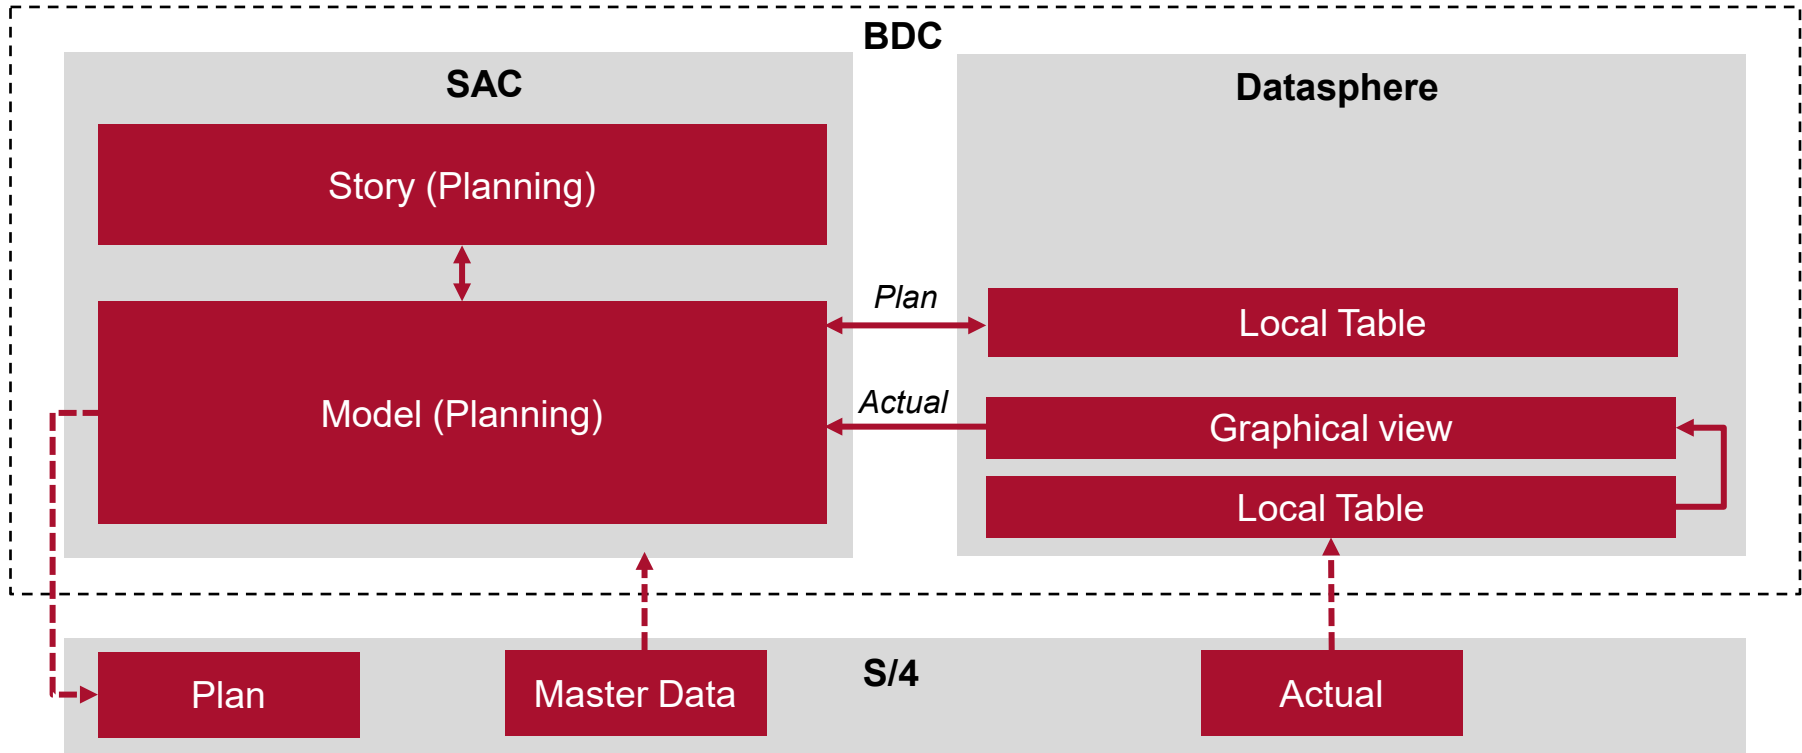 BDC
SAC
Datasphere
Story (Planning)
Plan
Local Table
Model (Planning)
Actual
Graphical view
Local Table
S/4
Plan
Master Data
Actual